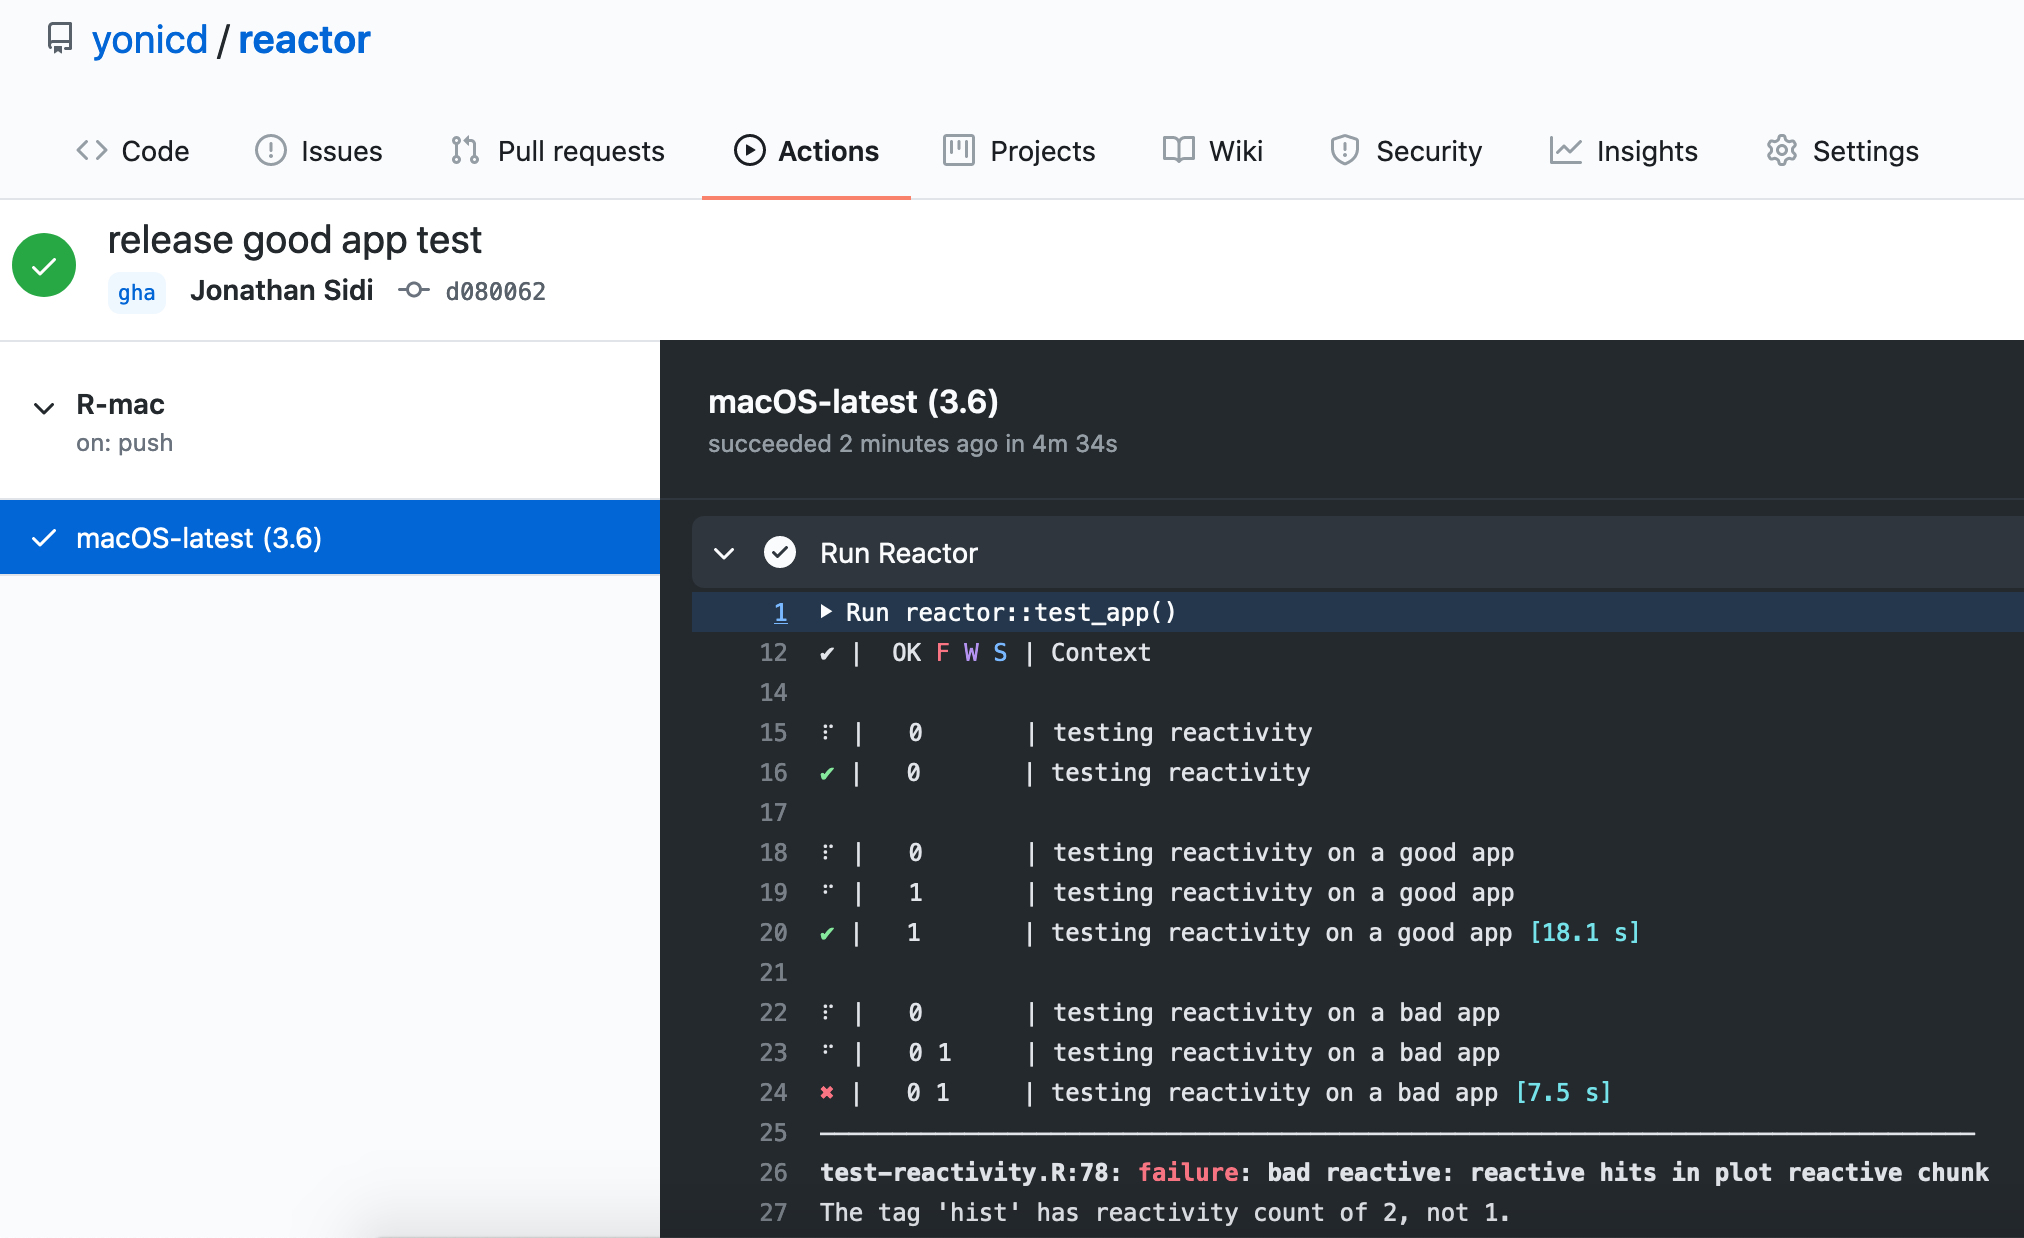 yonicd / reactor
Code Issues Pull requests Actions Projects Wiki Security Insights Settings
release good app test
gha Jonathan Sidi d080062
R-mac
on: push
macOS-latest (3.6)
macOS-latest (3.6)
succeeded 2 minutes ago in 4m 34s
Run Reactor
1 ▶ Run reactor::test_app()
12 ✔ | OK F W S | Context
14
15 ⠏ | 0 | testing reactivity
16 ✔ | 0 | testing reactivity
17
18 ⠏ | 0 | testing reactivity on a good app
19 ⠋ | 1 | testing reactivity on a good app
20 ✔ | 1 | testing reactivity on a good app [18.1 s]
21
22 ⠏ | 0 | testing reactivity on a bad app
23 ⠋ | 0 1 | testing reactivity on a bad app
24 ✖ | 0 1 | testing reactivity on a bad app [7.5 s]
25 ────────────────────────────────────────
26 test-reactivity.R:78: failure: bad reactive: reactive hits in plot reactive chunk
27 The tag 'hist' has reactivity count of 2, not 1.